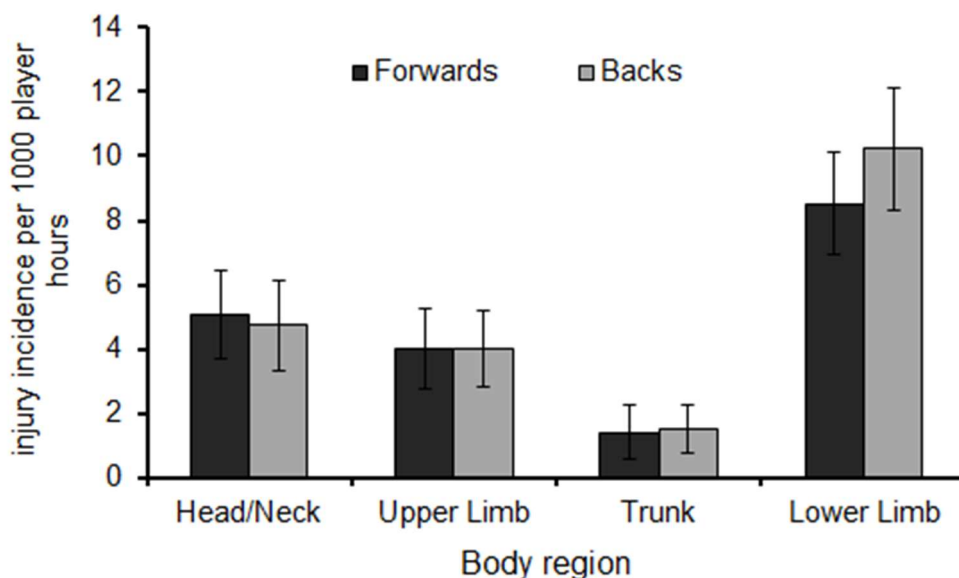 injury incidence per 1000 player
hours
14
12
10
8
6
4
2
0
Forwards
Backs
Head/Neck
Upper Limb
Trunk
Lower Limb
Body region